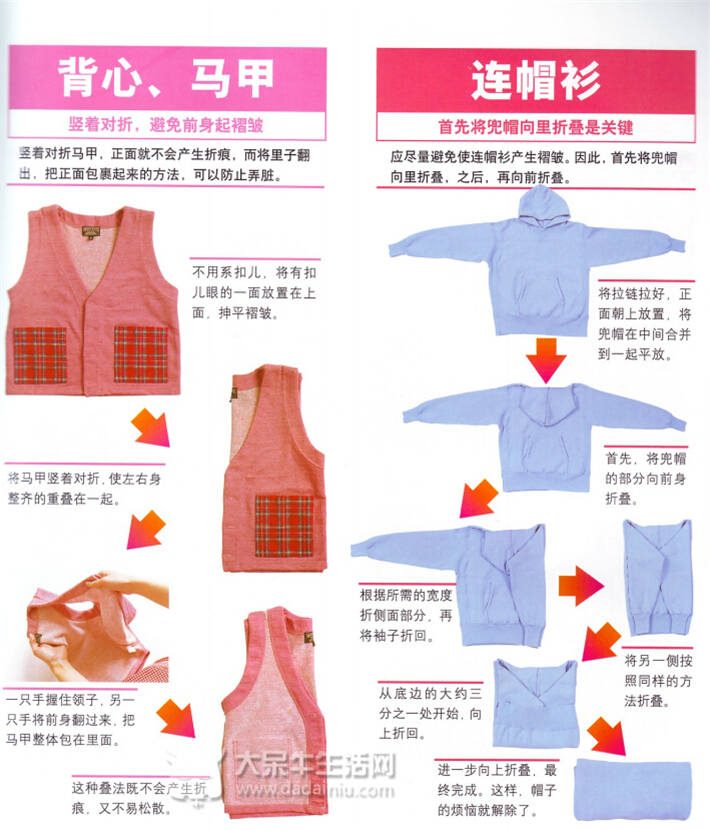 背心、马甲
竖着对折，避免前身起褶皱
竖着对折马甲，正面就不会产生折痕，而将里子翻
出，把正面包裹起来的方法，可以防止弄脏。
不用系扣儿，将有扣
儿眼的一面放置在上
面，抻平褶皱。
将马甲竖着对折，使左右身
整齐的重叠在一起。
一只手握住领子，另一
只手将前身翻过来，把
马甲整体包在里面。
这种叠法既不会产生折
痕，又不易松散。
连帽衫
首先将兜帽向里折叠是关键
应尽量避免使连帽衫产生褶皱。因此，首先将兜帽
向里折叠，之后，再向前折叠。
将拉链拉好，正
面朝上放置，将
兜帽在中间合并
到一起平放。
首先，将兜帽
的部分向前身
折叠。
根据所需的宽度
折侧面部分，再
将袖子折回。
将另一侧按
照同样的方
法折叠。
从底边的大约三
分之一处开始，向
上折回。
进一步向上折叠，最
终完成。这样，帽子
的烦恼就解除了。
大呆牛生活网
www.dadainiu.com